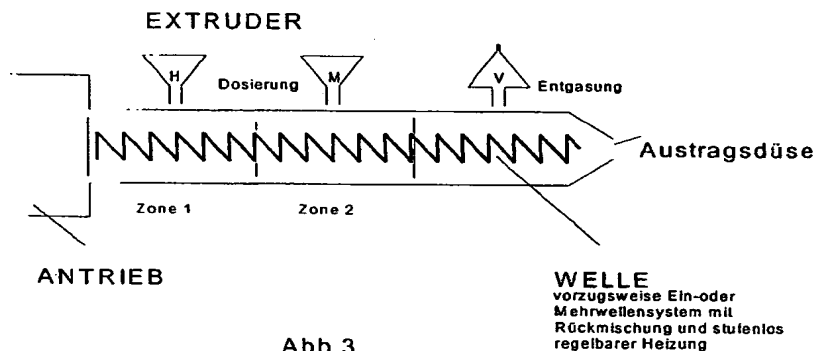 EXTRUDER
H
Dosierung
M
V
Entgasung
Austragsdüse
Zone 1
Zone 2
ANTRIEB
WELLE
vorzugsweise Ein-oder
Mehrwellensystem mit
Rückmischung und stufenlos
regelbarer Heizung
Abb 3